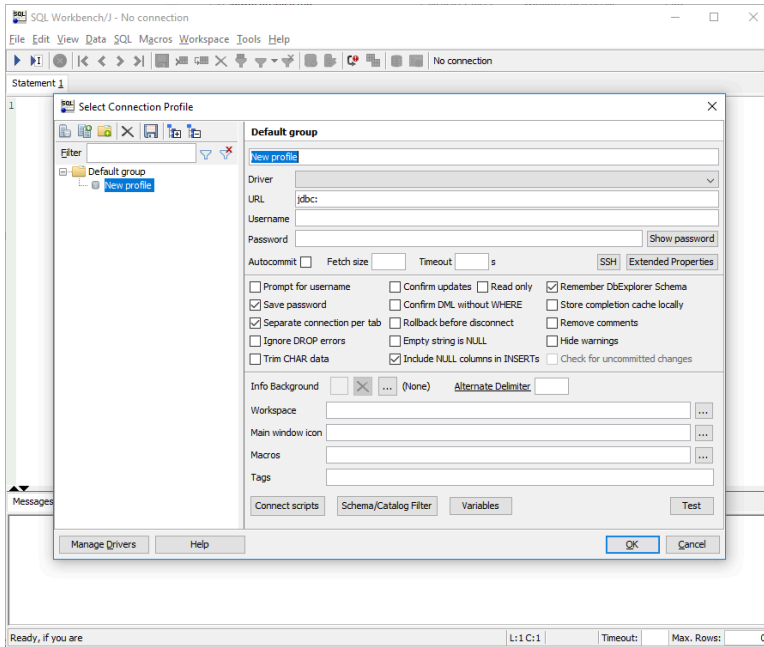 SQL Workbench/J - No connection
File Edit View Data SQL Macros Workspace Tools Help
No connection
Statement 1
1
Select Connection Profile
Filter
Default group
New profile
Default group
New profile
Driver
URL jdbc:
Username
Password Show password
Autocommit Fetch size Timeout s SSH Extended Properties
Prompt for username Confirm updates Read only Remember DbExplorer Schema
Save password Confirm DML without WHERE Store completion cache locally
Separate connection per tab Rollback before disconnect Remove comments
Ignore DROP errors Empty string is NULL Hide warnings
Trim CHAR data Include NULL columns in INSERTs Check for uncommitted changes
Info Background ... (None) Alternate Delimiter
Workspace ...
Main window icon ...
Macros ...
Tags
Connect scripts Schema/Catalog Filter Variables Test
Manage Drivers Help OK Cancel
Messages
Ready, if you are L:1 C:1 Timeout: Max. Rows: 0